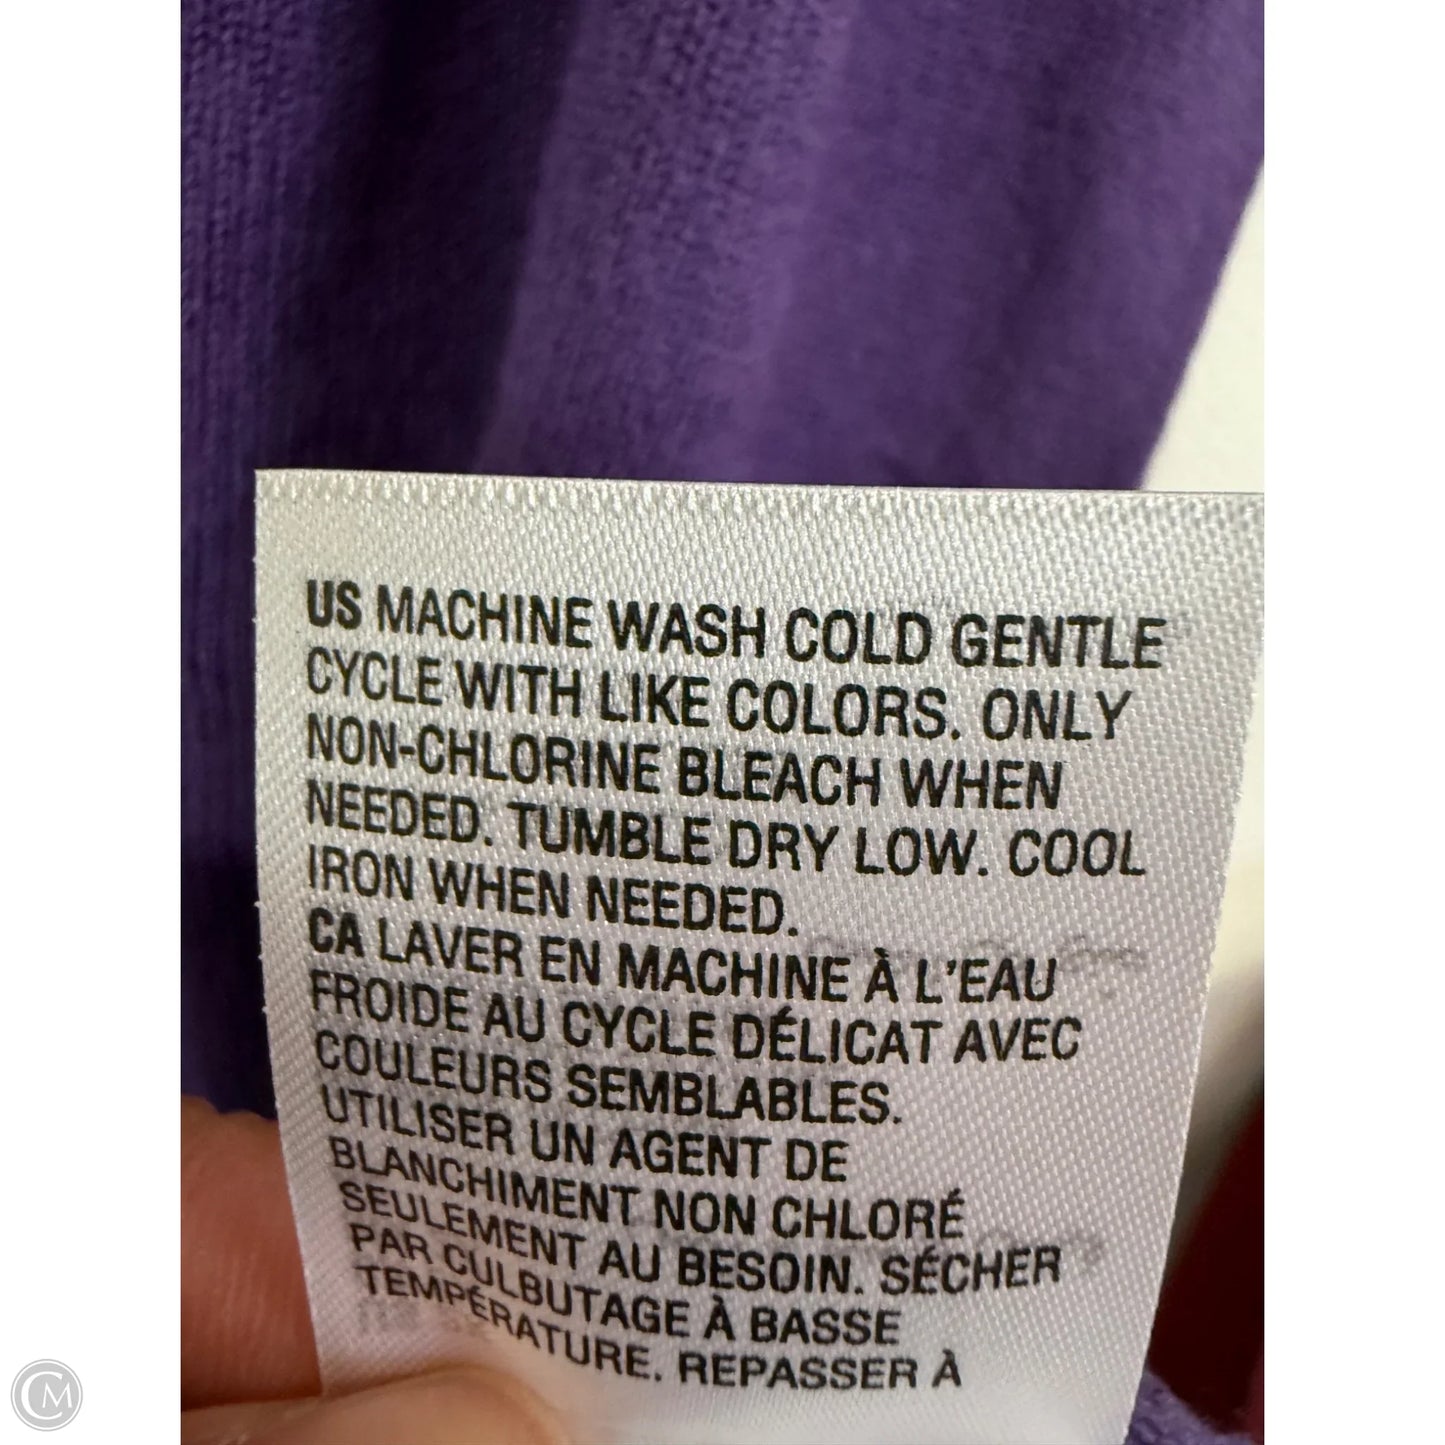 US MACHINE WASH COLD GENTLE
CYCLE WITH LIKE COLORS. ONLY
NON-CHLORINE BLEACH WHEN
NEEDED. TUMBLE DRY LOW. COOL
IRON WHEN NEEDED.
CA LAVER EN MACHINE À L'EAU
FROIDE AU CYCLE DÉLICAT AVEC
COULEURS SEMBLABLES.
UTILISER UN AGENT DE
BLANCHIMENT NON CHLORÉ
SEULEMENT AU BESOIN. SÉCHER
PAR CULBUTAGE À BASSE
TEMPÉRATURE. REPASSER À
CM